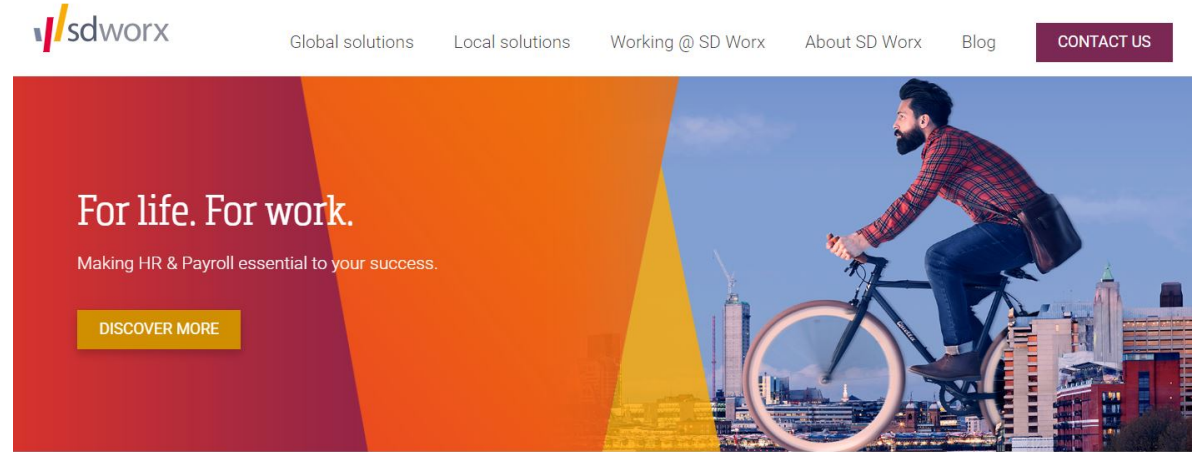 sdworx
Global solutions
Local solutions
Working @ SD Worx
About SD Worx
Blog
CONTACT US
For life. For work.
Making HR & Payroll essential to your success.
DISCOVER MORE